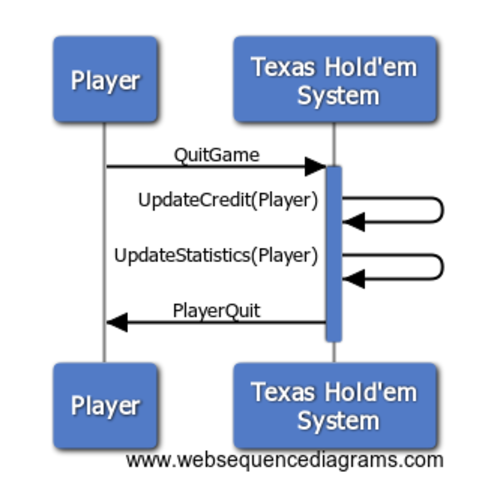 Player
Texas Hold'em
System
QuitGame
UpdateCredit(Player)
UpdateStatistics(Player)
PlayerQuit
Player
Texas Hold'em
System
www.websequencediagrams.com